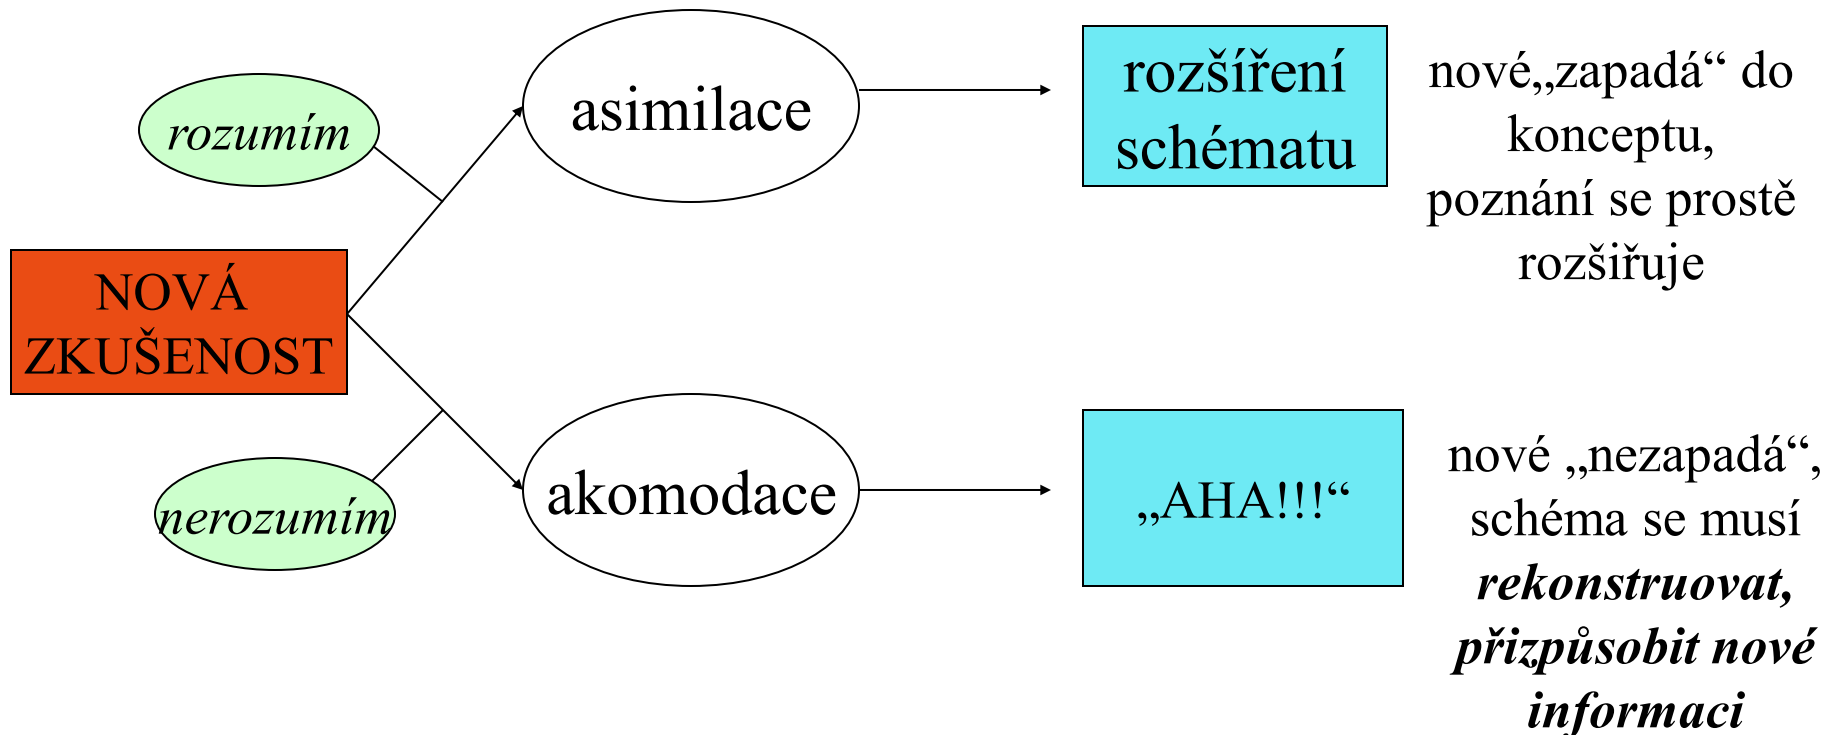 rozumím
asimilace
rozšíření
schématu
nové„zapadá“ do
konceptu,
poznání se prostě
rozšiřuje
NOVÁ
ZKUŠENOST
nerozumím
akomodace
„AHA!!!“
nové „nezapadá“,
schéma se musí
rekonstruovat,
přizpůsobit nové
informaci